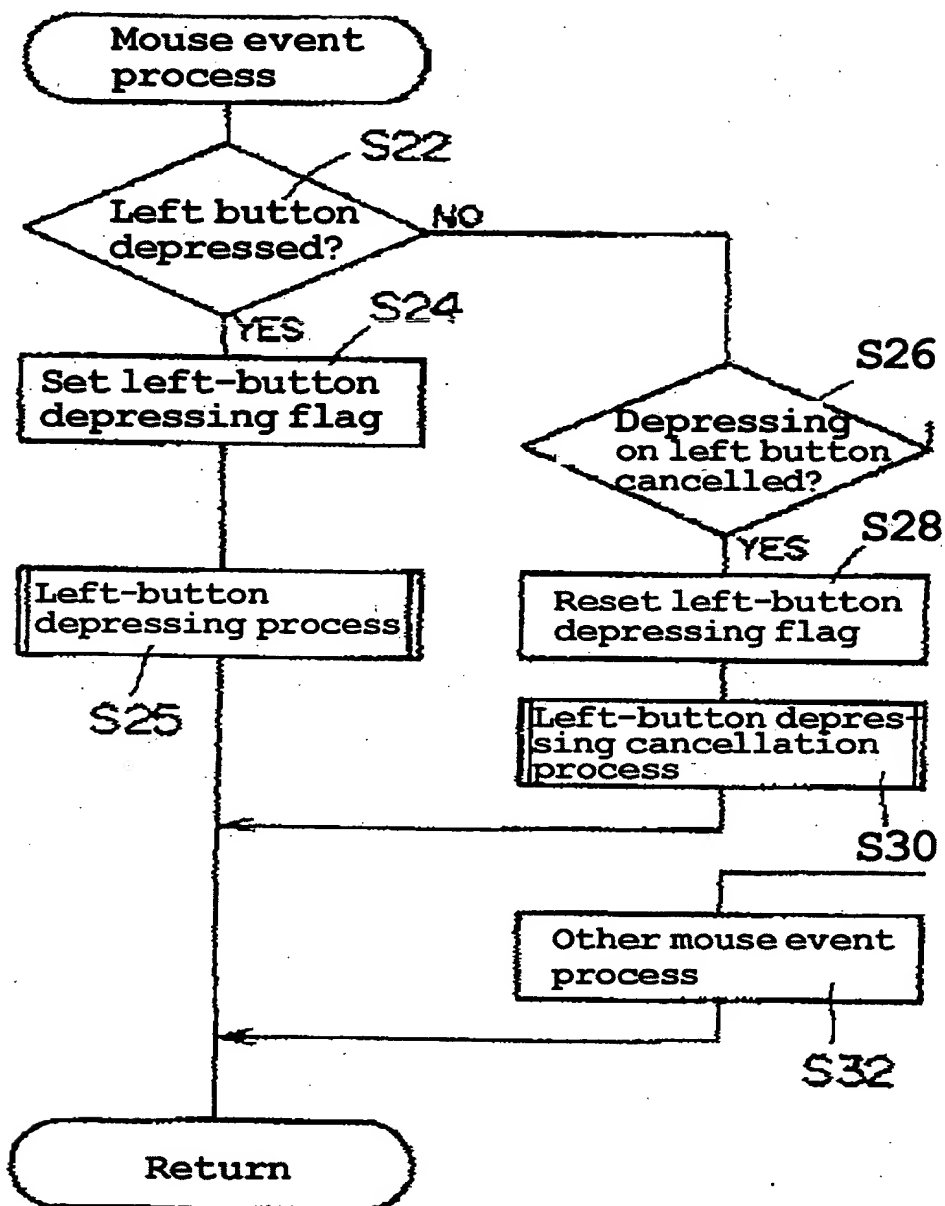 Mouse event
process
S22
Left button
depressed?
NO
YES
S24
Set left-button
depressing flag
Left-button
depressing process
S25
S26
Depressing
on left button
cancelled?
YES
S28
Reset left-button
depressing flag
Left-button depres-
sing cancellation
process
S30
Other mouse event
process
S32
Return